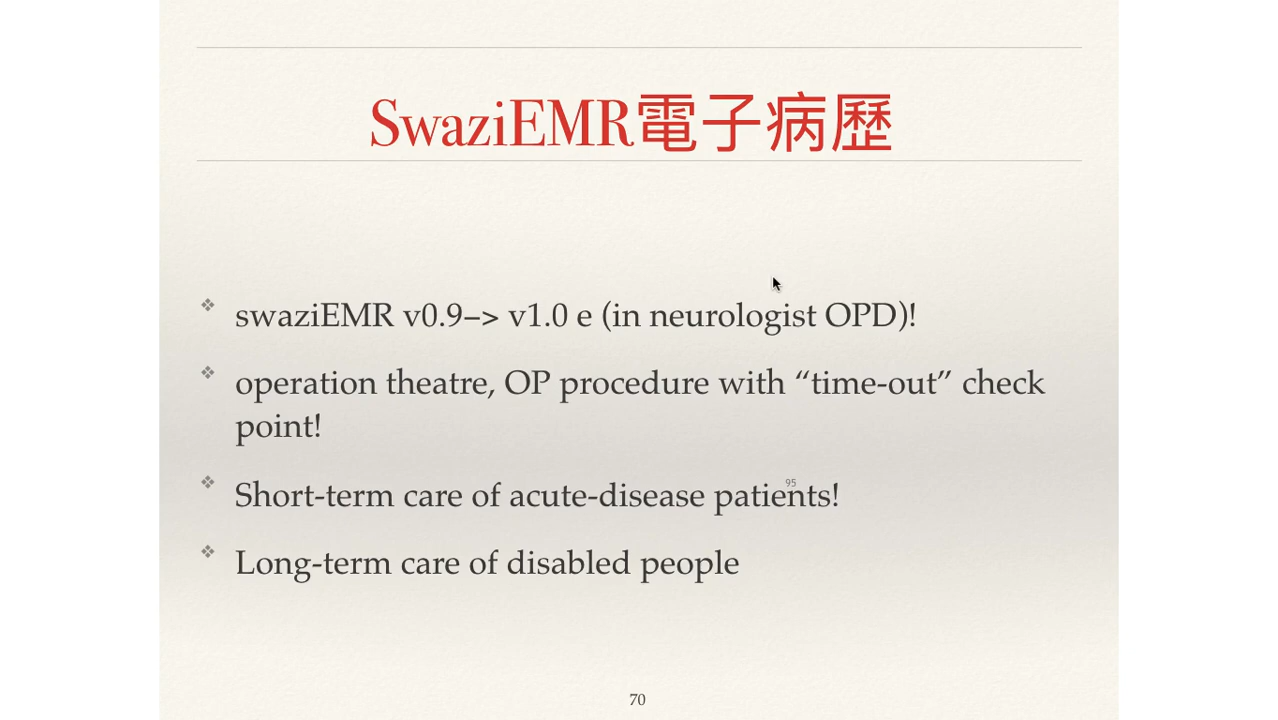 SwaziEMR電子病歷
swaziEMR v0.9–> v1.0 e (in neurologist OPD)!
operation theatre, OP procedure with “time-out” check
point!
95
Short-term care of acute-disease patients!
Long-term care of disabled people
70